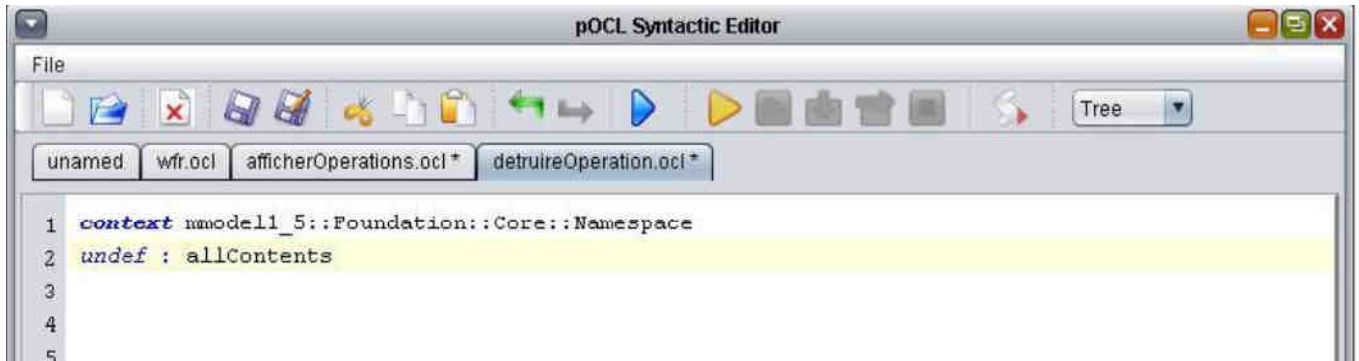 pOCL Syntactic Editor
File
Tree
unamed wfr.ocl afficherOperations.ocl * detruireOperation.ocl *
1 context mmodel1_5::Foundation::Core::Namespace
2 undef : allContents
3
4
5